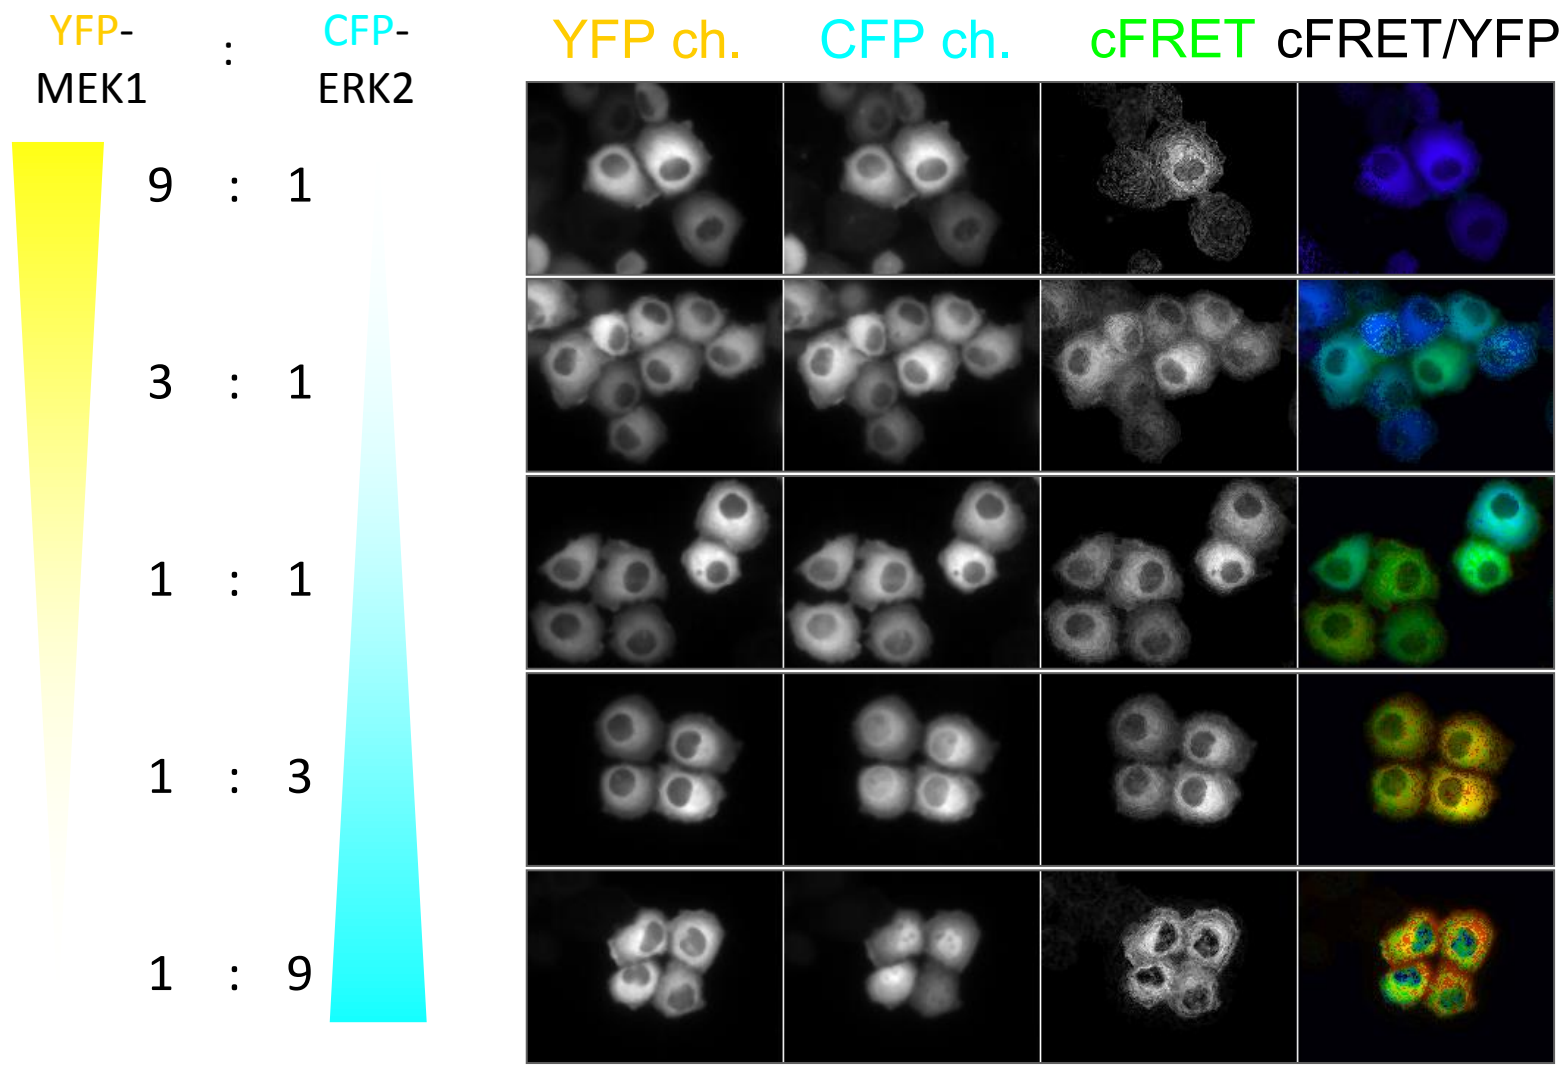 YFP- : CFP-
MEK1 ERK2
YFP ch. CFP ch. cFRET cFRET/YFP
9 : 1
3 : 1
1 : 1
1 : 3
1 : 9